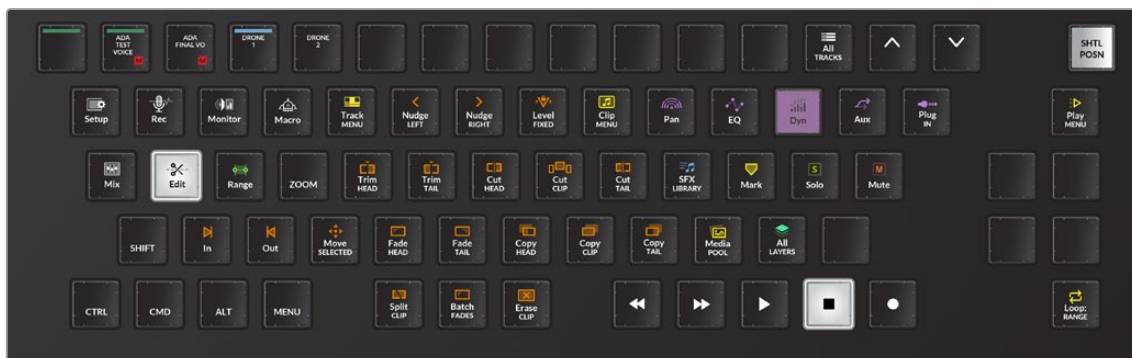 ADA
TEST
VOICE
M
ADA
FINAL VO
M
DRONE
1
DRONE
2
All
TRACKS
SHTL
POSN
Setup
Rec
Monitor
Macro
Track
MENU
Nudge
LEFT
Nudge
RIGHT
Level
FIXED
Clip
MENU
Pan
EQ
Dyn
Aux
Plug
IN
Play
MENU
Mix
Edit
Range
ZOOM
Trim
HEAD
Trim
TAIL
Cut
HEAD
Cut
CLIP
Cut
TAIL
SFX
LIBRARY
Mark
S
Solo
M
Mute
SHIFT
In
Out
Move
SELECTED
Fade
HEAD
Fade
TAIL
Copy
HEAD
Copy
CLIP
Copy
TAIL
Media
POOL
All
LAYERS
CTRL
CMD
ALT
MENU
Split
CLIP
Batch
FADES
Erase
CLIP
Loop:
RANGE